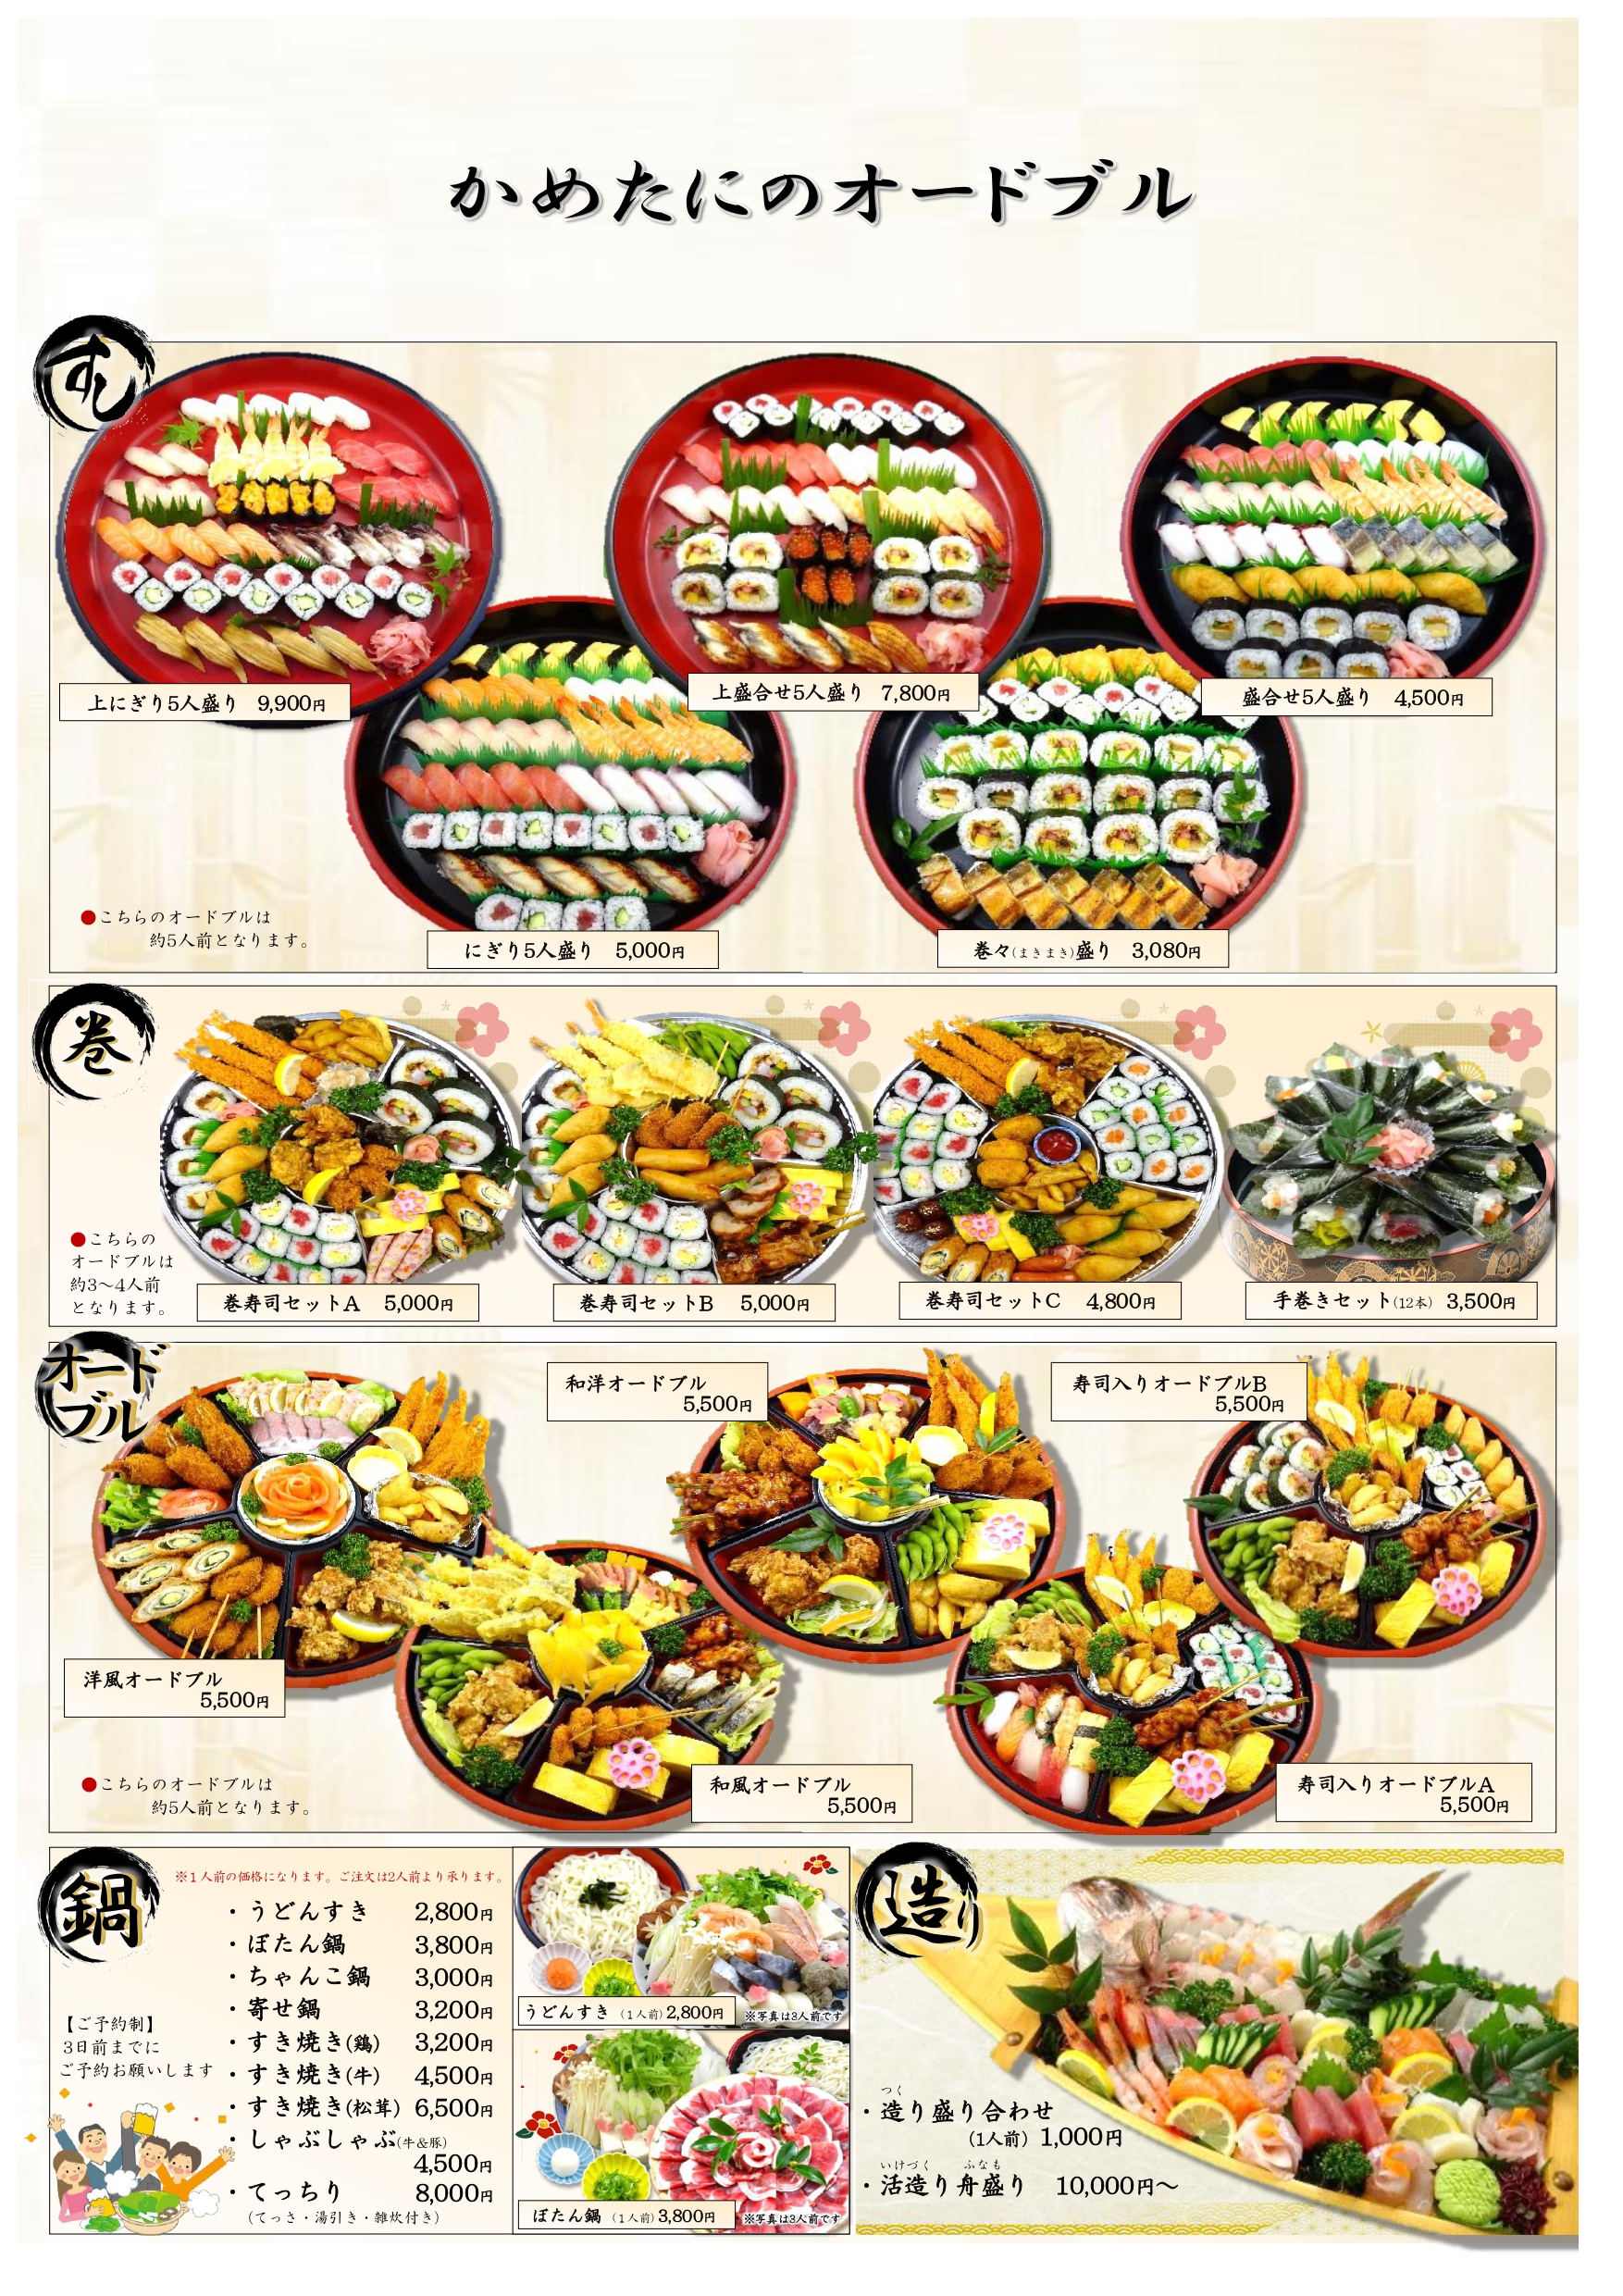 かめたにのオードブル
すし
上にぎり5人盛り 9,900円
上盛合せ5人盛り 7,800円
盛合せ5人盛り 4,500円
●こちらのオードブルは
約5人前となります。
にぎり5人盛り 5,000円
巻々(まきまき)盛り 3,080円
巻
●こちらの
オードブルは
約3～4人前
となります。
巻寿司セットA 5,000円
巻寿司セットB 5,000円
巻寿司セットC 4,800円
手巻きセット(12本) 3,500円
オード
ブル
和洋オードブル
5,500円
寿司入りオードブルB
5,500円
洋風オードブル
5,500円
●こちらのオードブルは
約5人前となります。
和風オードブル
5,500円
寿司入りオードブルA
5,500円
鍋
※1人前の価格になります。ご注文は2人前より承ります。
・うどんすき 2,800円
・ぼたん鍋 3,800円
・ちゃんこ鍋 3,000円
・寄せ鍋 3,200円
・すき焼き(鶏) 3,200円
・すき焼き(牛) 4,500円
・すき焼き(松茸) 6,500円
・しゃぶしゃぶ(牛&豚)
4,500円
・てっちり 8,000円
(てっさ・湯引き・雑炊付き)
【ご予約制】
3日前までに
ご予約お願いします
うどんすき (1人前) 2,800円
※写真は3人前です
ぼたん鍋 (1人前) 3,800円
※写真は3人前です
造り
つく
・造り盛り合わせ
(1人前) 1,000円
いけづく ふなも
・活造り舟盛り 10,000円～